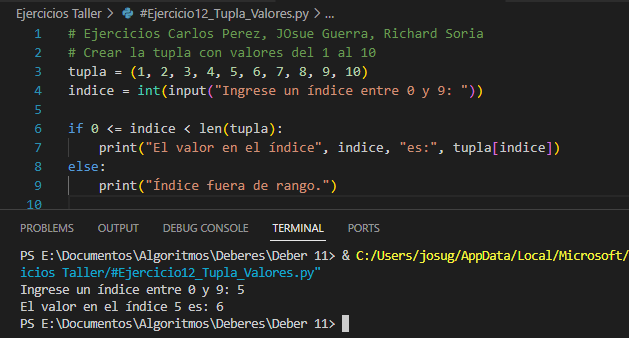 Ejercicios Taller > #Ejercicio12_Tupla_Valores.py > ...
1 # Ejercicios Carlos Perez, JOsue Guerra, Richard Soria
2 # Crear la tupla con valores del 1 al 10
3 tupla = (1, 2, 3, 4, 5, 6, 7, 8, 9, 10)
4 indice = int(input("Ingrese un índice entre 0 y 9: "))
5
6 if 0 <= indice < len(tupla):
7 print("El valor en el índice", indice, "es:", tupla[indice])
8 else:
9 print("Índice fuera de rango.")
10
PROBLEMS OUTPUT DEBUG CONSOLE TERMINAL PORTS
PS E:\Documentos\Algoritmos\Deberes\Deber 11> & C:/Users/josug/AppData/Local/Microsoft/
icios Taller/#Ejercicio12_Tupla_Valores.py"
Ingrese un índice entre 0 y 9: 5
El valor en el índice 5 es: 6
PS E:\Documentos\Algoritmos\Deberes\Deber 11>